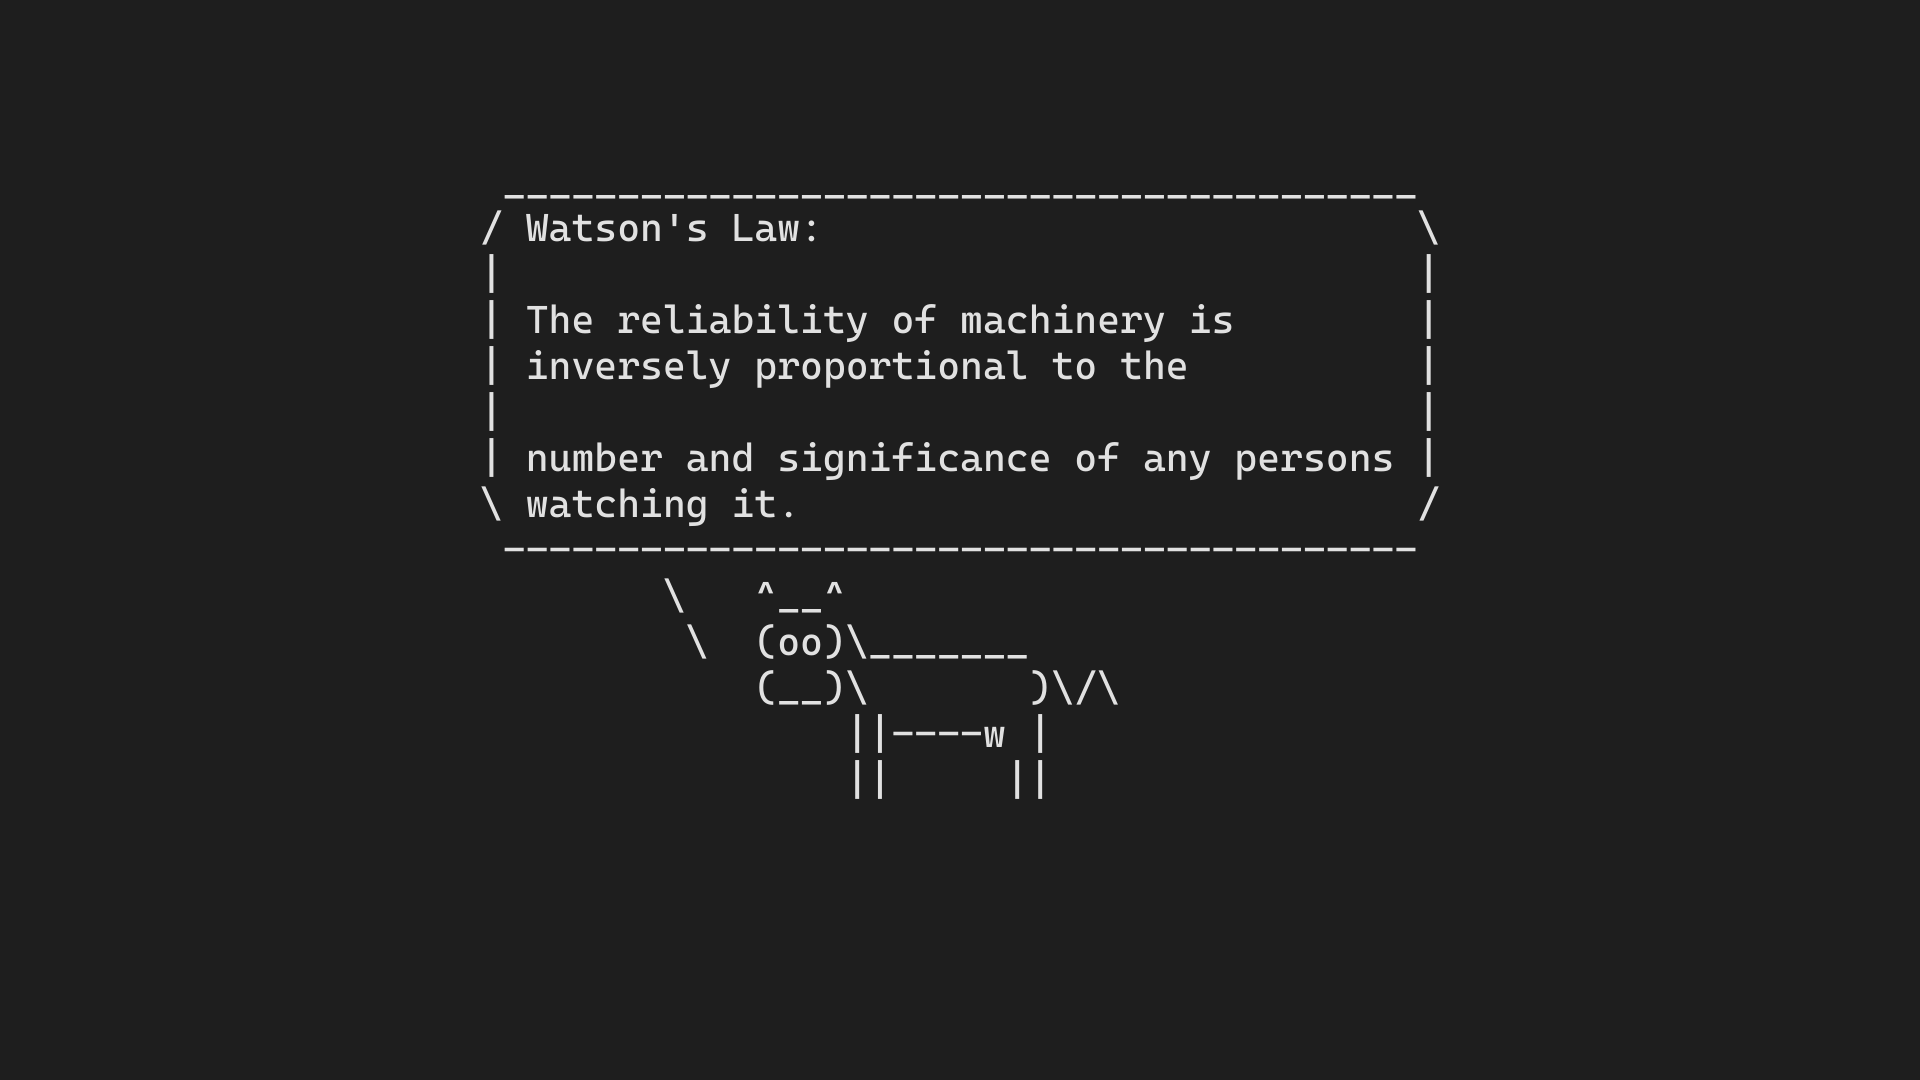 Watson's Law:
The reliability of machinery is
inversely proportional to the
number and significance of any persons
watching it.